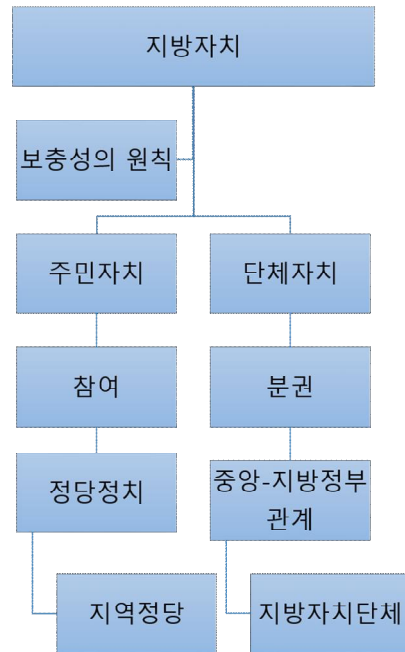 지방자치
보충성의 원칙
주민자치
단체자치
참여
분권
정당정치
중앙-지방정부
관계
지역정당
지방자치단체